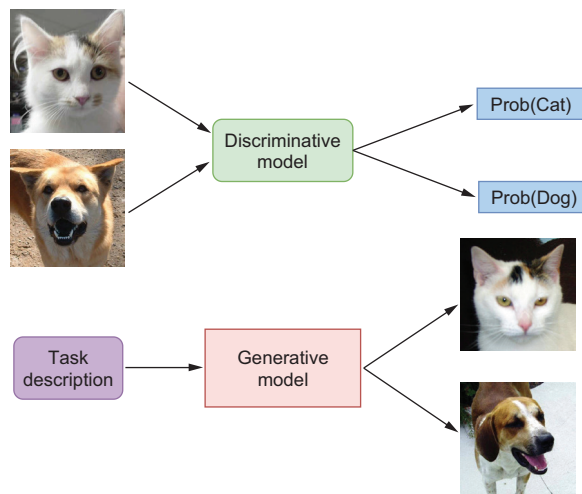 Prob(Cat)
Discriminative
model
Prob(Dog)
Task
description
Generative
model